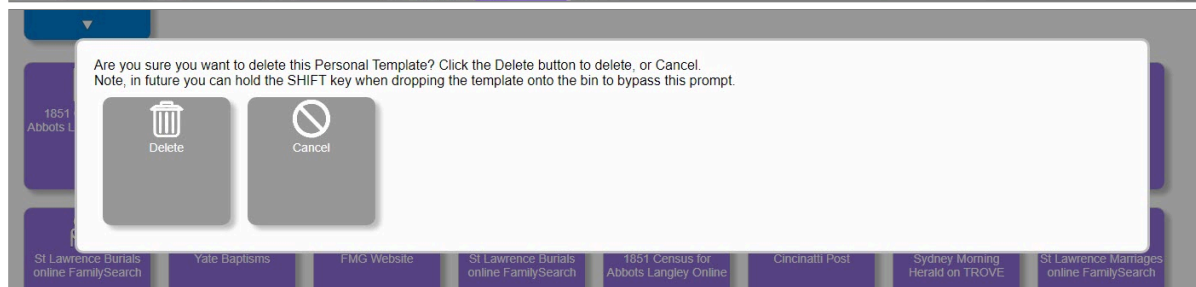 Are you sure you want to delete this Personal Template? Click the Delete button to delete, or Cancel.
Note, in future you can hold the SHIFT key when dropping the template onto the bin to bypass this prompt.
Delete
Cancel
1851
Abbots L
St Lawrence Burials
online FamilySearch
Yate Baptisms
FMG Website
St Lawrence Burials
online FamilySearch
1851 Census for
Abbots Langley Online
Cincinatti Post
Sydney Morning
Herald on TROVE
St Lawrence Marriages
online FamilySearch